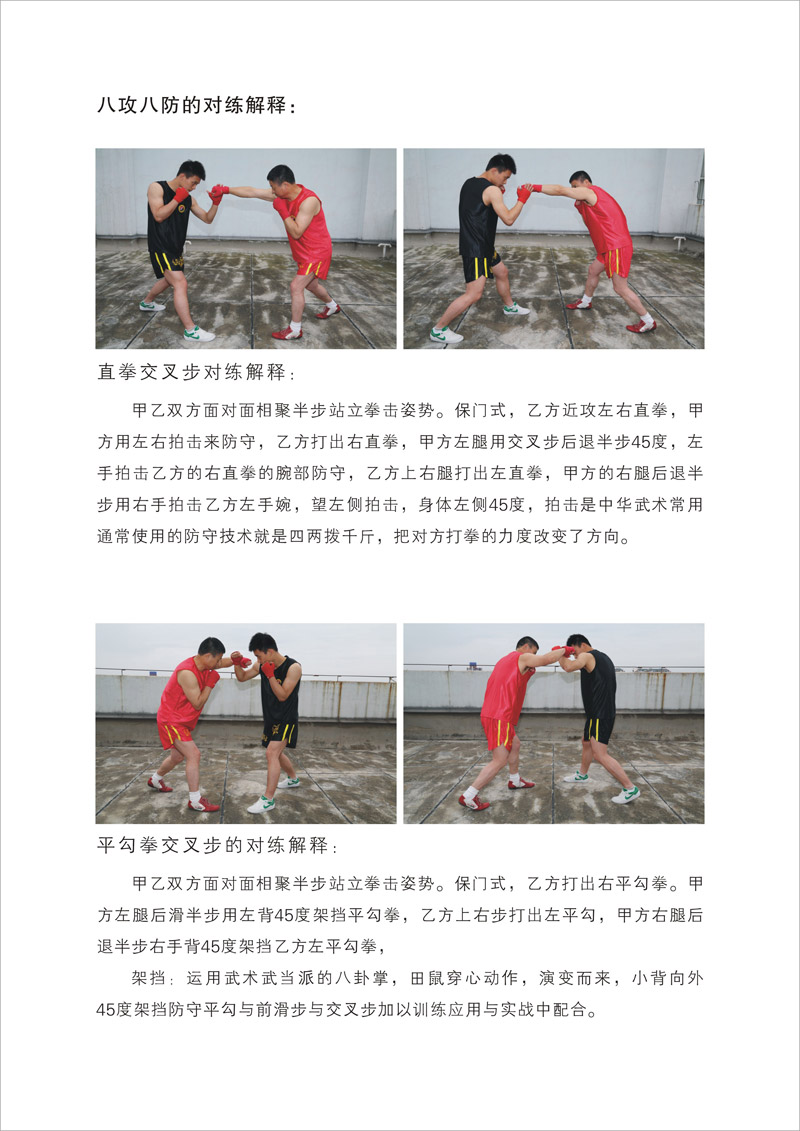 八攻八防的对练解释：
直拳交叉步对练解释：
甲乙双方面对面相聚半步站立拳击姿势。保门式，乙方近攻左右直拳，甲
方用左右拍击来防守，乙方打出右直拳，甲方左腿用交叉步后退半步45度，左
手拍击乙方的右直拳的腕部防守，乙方上右腿打出左直拳，甲方的右腿后退半
步用右手拍击乙方左手婉，望左侧拍击，身体左侧45度，拍击是中华武术常用
通常使用的防守技术就是四两拨千斤，把对方打拳的力度改变了方向。
平勾拳交叉步的对练解释：
甲乙双方面对面相聚半步站立拳击姿势。保门式，乙方打出右平勾拳。甲
方左腿后滑半步用左背45度架挡平勾拳，乙方上右步打出左平勾，甲方右腿后
退半步右手背45度架挡乙方左平勾拳，
架挡：运用武术武当派的八卦掌，田鼠穿心动作，演变而来，小背向外
45度架挡防守平勾与前滑步与交叉步加以训练应用与实战中配合。